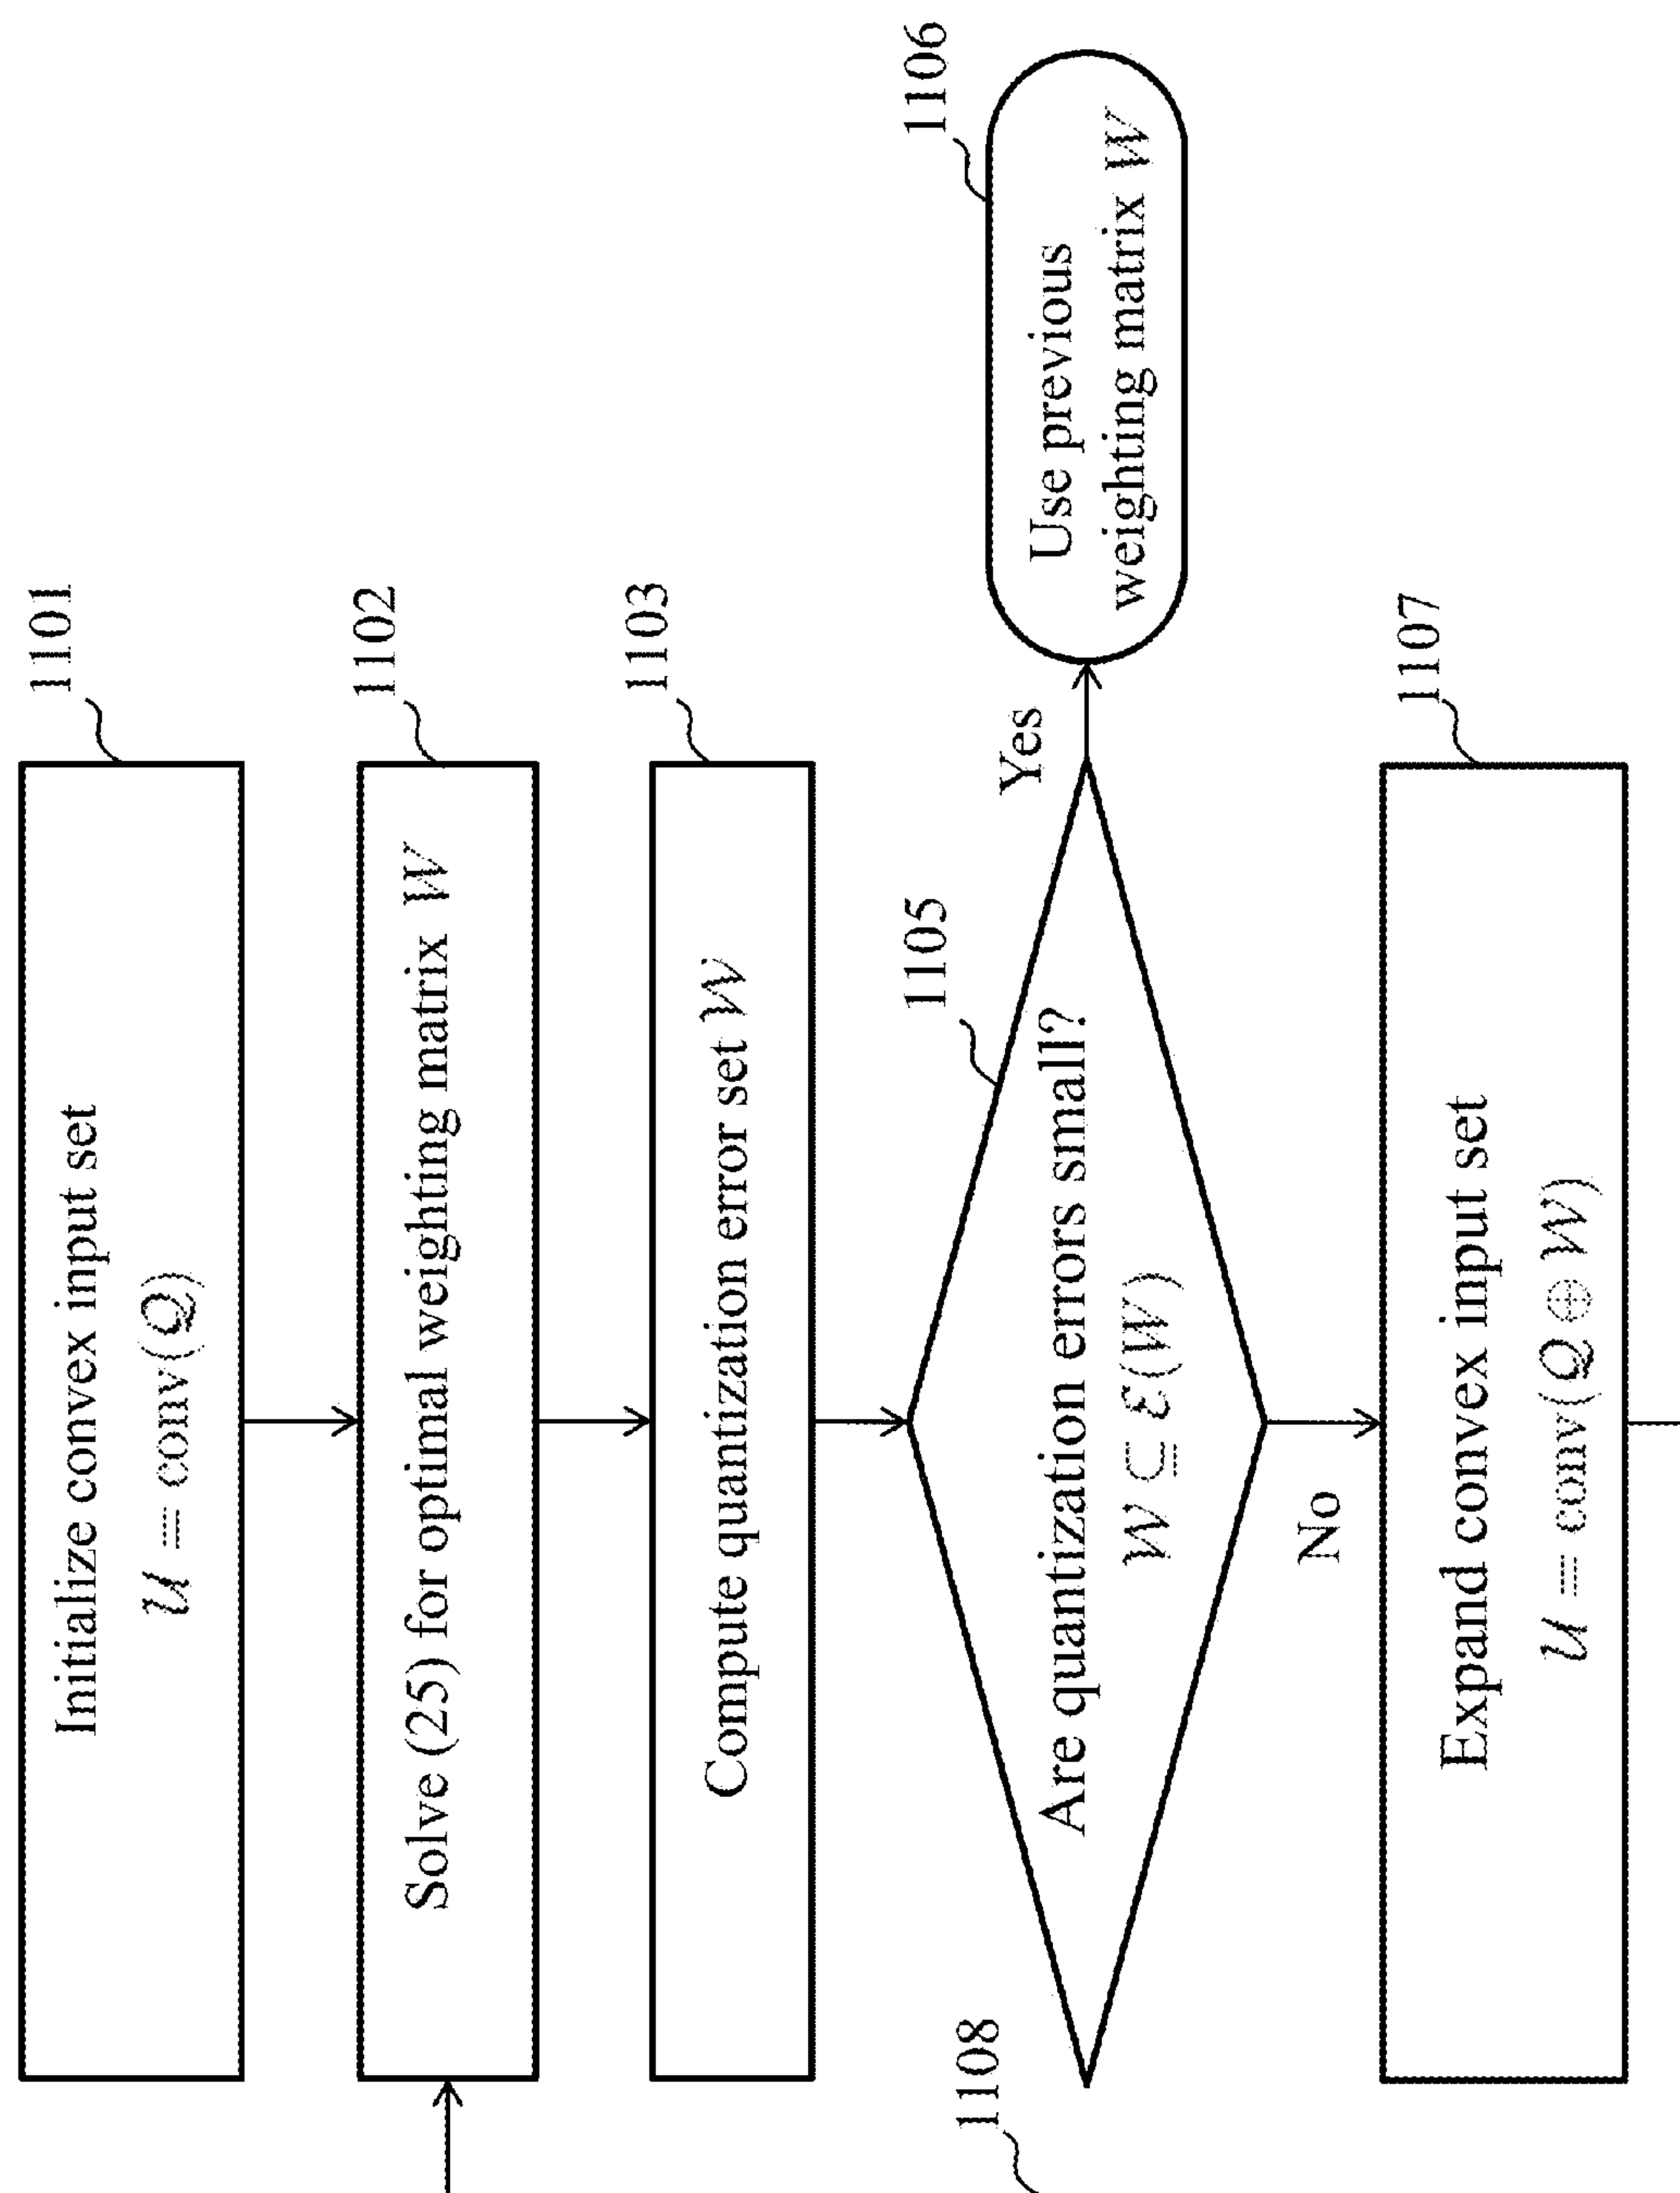 1101
Initialize convex input set
𝒰 = conv(𝒬)
1102
Solve (25) for optimal weighting matrix W
1103
Compute quantization error set 𝒲
1105
Are quantization errors small?
𝒲 ⊆ ℰ(W)
Yes
1106
Use previous
weighting matrix W
No
1107
Expand convex input set
𝒰 = conv(𝒬 ⊕ 𝒲)
1108